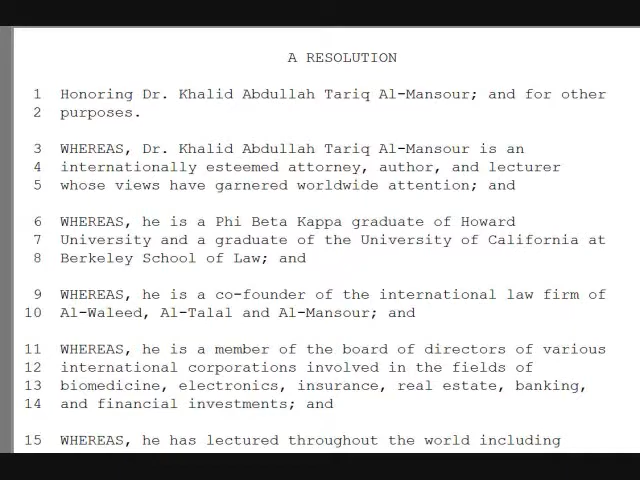 A RESOLUTION
1 Honoring Dr. Khalid Abdullah Tariq Al-Mansour; and for other
2 purposes.
3 WHEREAS, Dr. Khalid Abdullah Tariq Al-Mansour is an
4 internationally esteemed attorney, author, and lecturer
5 whose views have garnered worldwide attention; and
6 WHEREAS, he is a Phi Beta Kappa graduate of Howard
7 University and a graduate of the University of California at
8 Berkeley School of Law; and
9 WHEREAS, he is a co-founder of the international law firm of
10 Al-Waleed, Al-Talal and Al-Mansour; and
11 WHEREAS, he is a member of the board of directors of various
12 international corporations involved in the fields of
13 biomedicine, electronics, insurance, real estate, banking,
14 and financial investments; and
15 WHEREAS, he has lectured throughout the world including